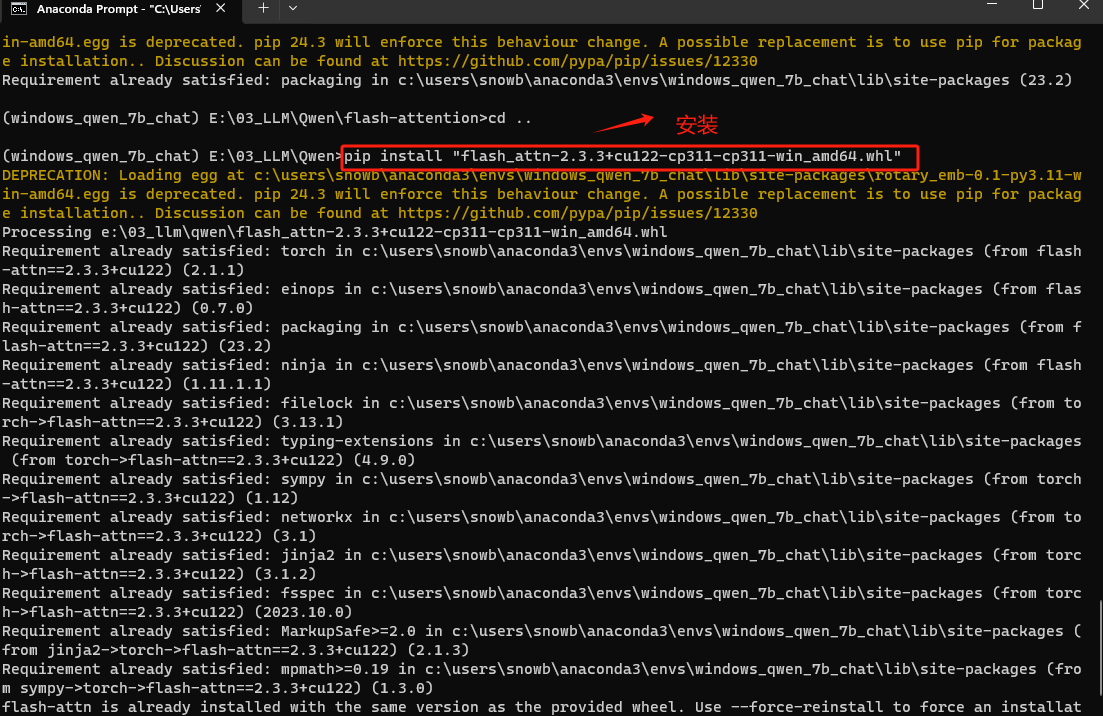 Anaconda Prompt - "C:\Users'
in-amd64.egg is deprecated. pip 24.3 will enforce this behaviour change. A possible replacement is to use pip for packag
e installation.. Discussion can be found at https://github.com/pypa/pip/issues/12330
Requirement already satisfied: packaging in c:\users\snowb\anaconda3\envs\windows_qwen_7b_chat\lib\site-packages (23.2)
(windows_qwen_7b_chat) E:\03_LLM\Qwen\flash-attention>cd ..
安装
(windows_qwen_7b_chat) E:\03_LLM\Qwen>pip install "flash_attn-2.3.3+cu122-cp311-cp311-win_amd64.whl"
DEPRECATION: Loading egg at c:\users\snowb\anaconda3\envs\windows_qwen_7b_chat\lib\site-packages\rotary_emb-0.1-py3.11-w
in-amd64.egg is deprecated. pip 24.3 will enforce this behaviour change. A possible replacement is to use pip for packag
e installation.. Discussion can be found at https://github.com/pypa/pip/issues/12330
Processing e:\03_llm\qwen\flash_attn-2.3.3+cu122-cp311-cp311-win_amd64.whl
Requirement already satisfied: torch in c:\users\snowb\anaconda3\envs\windows_qwen_7b_chat\lib\site-packages (from flash
-attn==2.3.3+cu122) (2.1.1)
Requirement already satisfied: einops in c:\users\snowb\anaconda3\envs\windows_qwen_7b_chat\lib\site-packages (from flas
h-attn==2.3.3+cu122) (0.7.0)
Requirement already satisfied: packaging in c:\users\snowb\anaconda3\envs\windows_qwen_7b_chat\lib\site-packages (from f
lash-attn==2.3.3+cu122) (23.2)
Requirement already satisfied: ninja in c:\users\snowb\anaconda3\envs\windows_qwen_7b_chat\lib\site-packages (from flash
-attn==2.3.3+cu122) (1.11.1.1)
Requirement already satisfied: filelock in c:\users\snowb\anaconda3\envs\windows_qwen_7b_chat\lib\site-packages (from to
rch->flash-attn==2.3.3+cu122) (3.13.1)
Requirement already satisfied: typing-extensions in c:\users\snowb\anaconda3\envs\windows_qwen_7b_chat\lib\site-packages
(from torch->flash-attn==2.3.3+cu122) (4.9.0)
Requirement already satisfied: sympy in c:\users\snowb\anaconda3\envs\windows_qwen_7b_chat\lib\site-packages (from torch
->flash-attn==2.3.3+cu122) (1.12)
Requirement already satisfied: networkx in c:\users\snowb\anaconda3\envs\windows_qwen_7b_chat\lib\site-packages (from to
rch->flash-attn==2.3.3+cu122) (3.1)
Requirement already satisfied: jinja2 in c:\users\snowb\anaconda3\envs\windows_qwen_7b_chat\lib\site-packages (from torc
h->flash-attn==2.3.3+cu122) (3.1.2)
Requirement already satisfied: fsspec in c:\users\snowb\anaconda3\envs\windows_qwen_7b_chat\lib\site-packages (from torc
h->flash-attn==2.3.3+cu122) (2023.10.0)
Requirement already satisfied: MarkupSafe>=2.0 in c:\users\snowb\anaconda3\envs\windows_qwen_7b_chat\lib\site-packages (
from jinja2->torch->flash-attn==2.3.3+cu122) (2.1.3)
Requirement already satisfied: mpmath>=0.19 in c:\users\snowb\anaconda3\envs\windows_qwen_7b_chat\lib\site-packages (fro
m sympy->torch->flash-attn==2.3.3+cu122) (1.3.0)
flash-attn is already installed with the same version as the provided wheel. Use --force-reinstall to force an installat